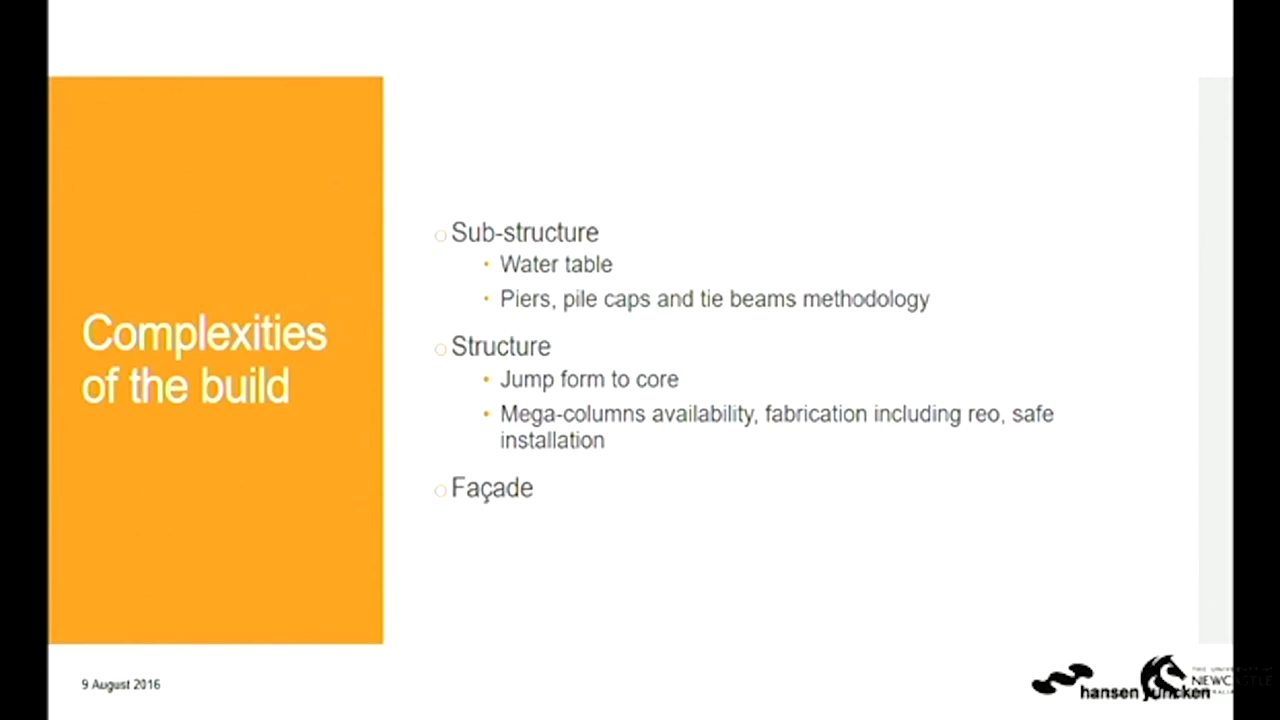 Complexities
of the build
Sub-structure
Water table
Piers, pile caps and tie beams methodology
Structure
Jump form to core
Mega-columns availability, fabrication including reo, safe
installation
Façade
9 August 2016
hansen yuncken
NEWCASTLE